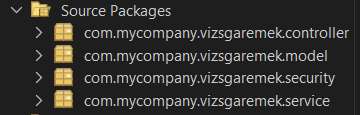 Source Packages
com.mycompany.vizsgaremek.controller
com.mycompany.vizsgaremek.model
com.mycompany.vizsgaremek.security
com.mycompany.vizsgaremek.service